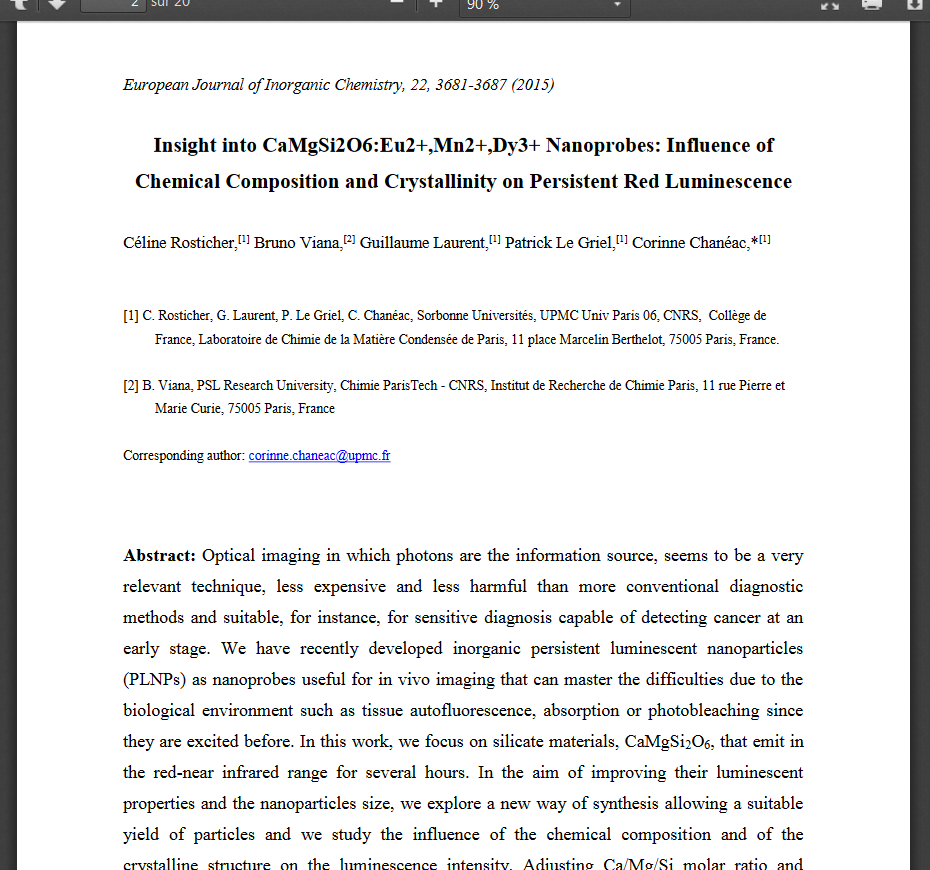 2 sur 20
90 %
European Journal of Inorganic Chemistry, 22, 3681-3687 (2015)
Insight into CaMgSi2O6:Eu2+,Mn2+,Dy3+ Nanoprobes: Influence of
Chemical Composition and Crystallinity on Persistent Red Luminescence
Céline Rosticher,[1] Bruno Viana,[2] Guillaume Laurent,[1] Patrick Le Griel,[1] Corinne Chanéac,*[1]
[1] C. Rosticher, G. Laurent, P. Le Griel, C. Chanéac, Sorbonne Universités, UPMC Univ Paris 06, CNRS, Collège de
France, Laboratoire de Chimie de la Matière Condensée de Paris, 11 place Marcelin Berthelot, 75005 Paris, France.
[2] B. Viana, PSL Research University, Chimie ParisTech - CNRS, Institut de Recherche de Chimie Paris, 11 rue Pierre et
Marie Curie, 75005 Paris, France
Corresponding author: corinne.chaneac@upmc.fr
Abstract: Optical imaging in which photons are the information source, seems to be a very
relevant technique, less expensive and less harmful than more conventional diagnostic
methods and suitable, for instance, for sensitive diagnosis capable of detecting cancer at an
early stage. We have recently developed inorganic persistent luminescent nanoparticles
(PLNPs) as nanoprobes useful for in vivo imaging that can master the difficulties due to the
biological environment such as tissue autofluorescence, absorption or photobleaching since
they are excited before. In this work, we focus on silicate materials, CaMgSi₂O₆, that emit in
the red-near infrared range for several hours. In the aim of improving their luminescent
properties and the nanoparticles size, we explore a new way of synthesis allowing a suitable
yield of particles and we study the influence of the chemical composition and of the
crystalline structure on the luminescence intensity. Adjusting Ca/Mg/Si molar ratio and